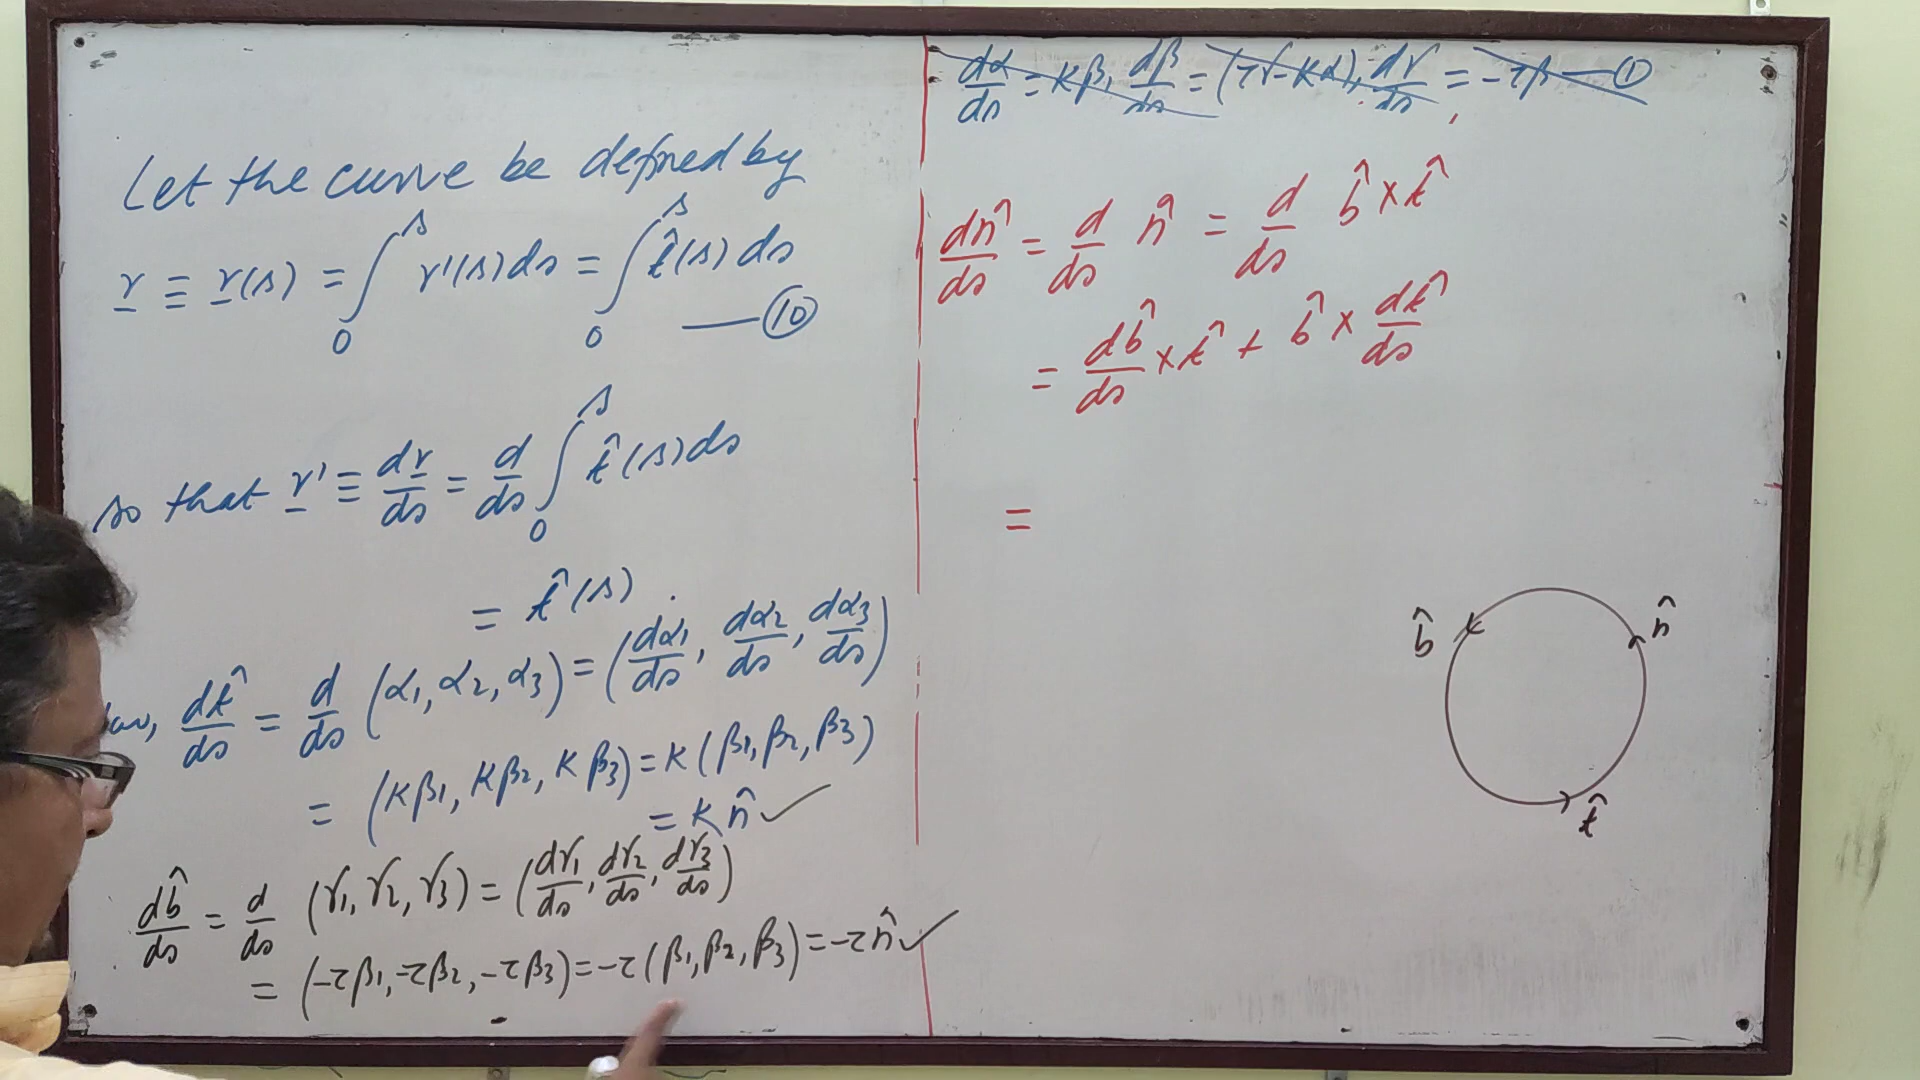 Let the curve be defined by
r ≡ r(s) = ∫₀ˢ r'(s) ds = ∫₀ˢ t̂(s) ds
—— ⑩
so that r' ≡ dr/ds = d/ds ∫₀ˢ t̂(s) ds
= t̂(s).
dt̂/ds = d/ds (α₁, α₂, α₃) = (dα₁/ds, dα₂/ds, dα₃/ds)
= (κβ₁, κβ₂, κβ₃) = κ(β₁, β₂, β₃)
= κ n̂ ✓
db̂/ds = d/ds (γ₁, γ₂, γ₃) = (dγ₁/ds, dγ₂/ds, dγ₃/ds)
= (-τβ₁, -τβ₂, -τβ₃) = -τ(β₁, β₂, β₃) = -τn̂ ✓
dα/ds = κβ, dβ/ds = (τγ - κα), dγ/ds = -τβ —— ①
dn̂/ds = d/ds n̂ = d/ds b̂ × t̂
= db̂/ds × t̂ + b̂ × dt̂/ds
=
b̂ n̂
t̂